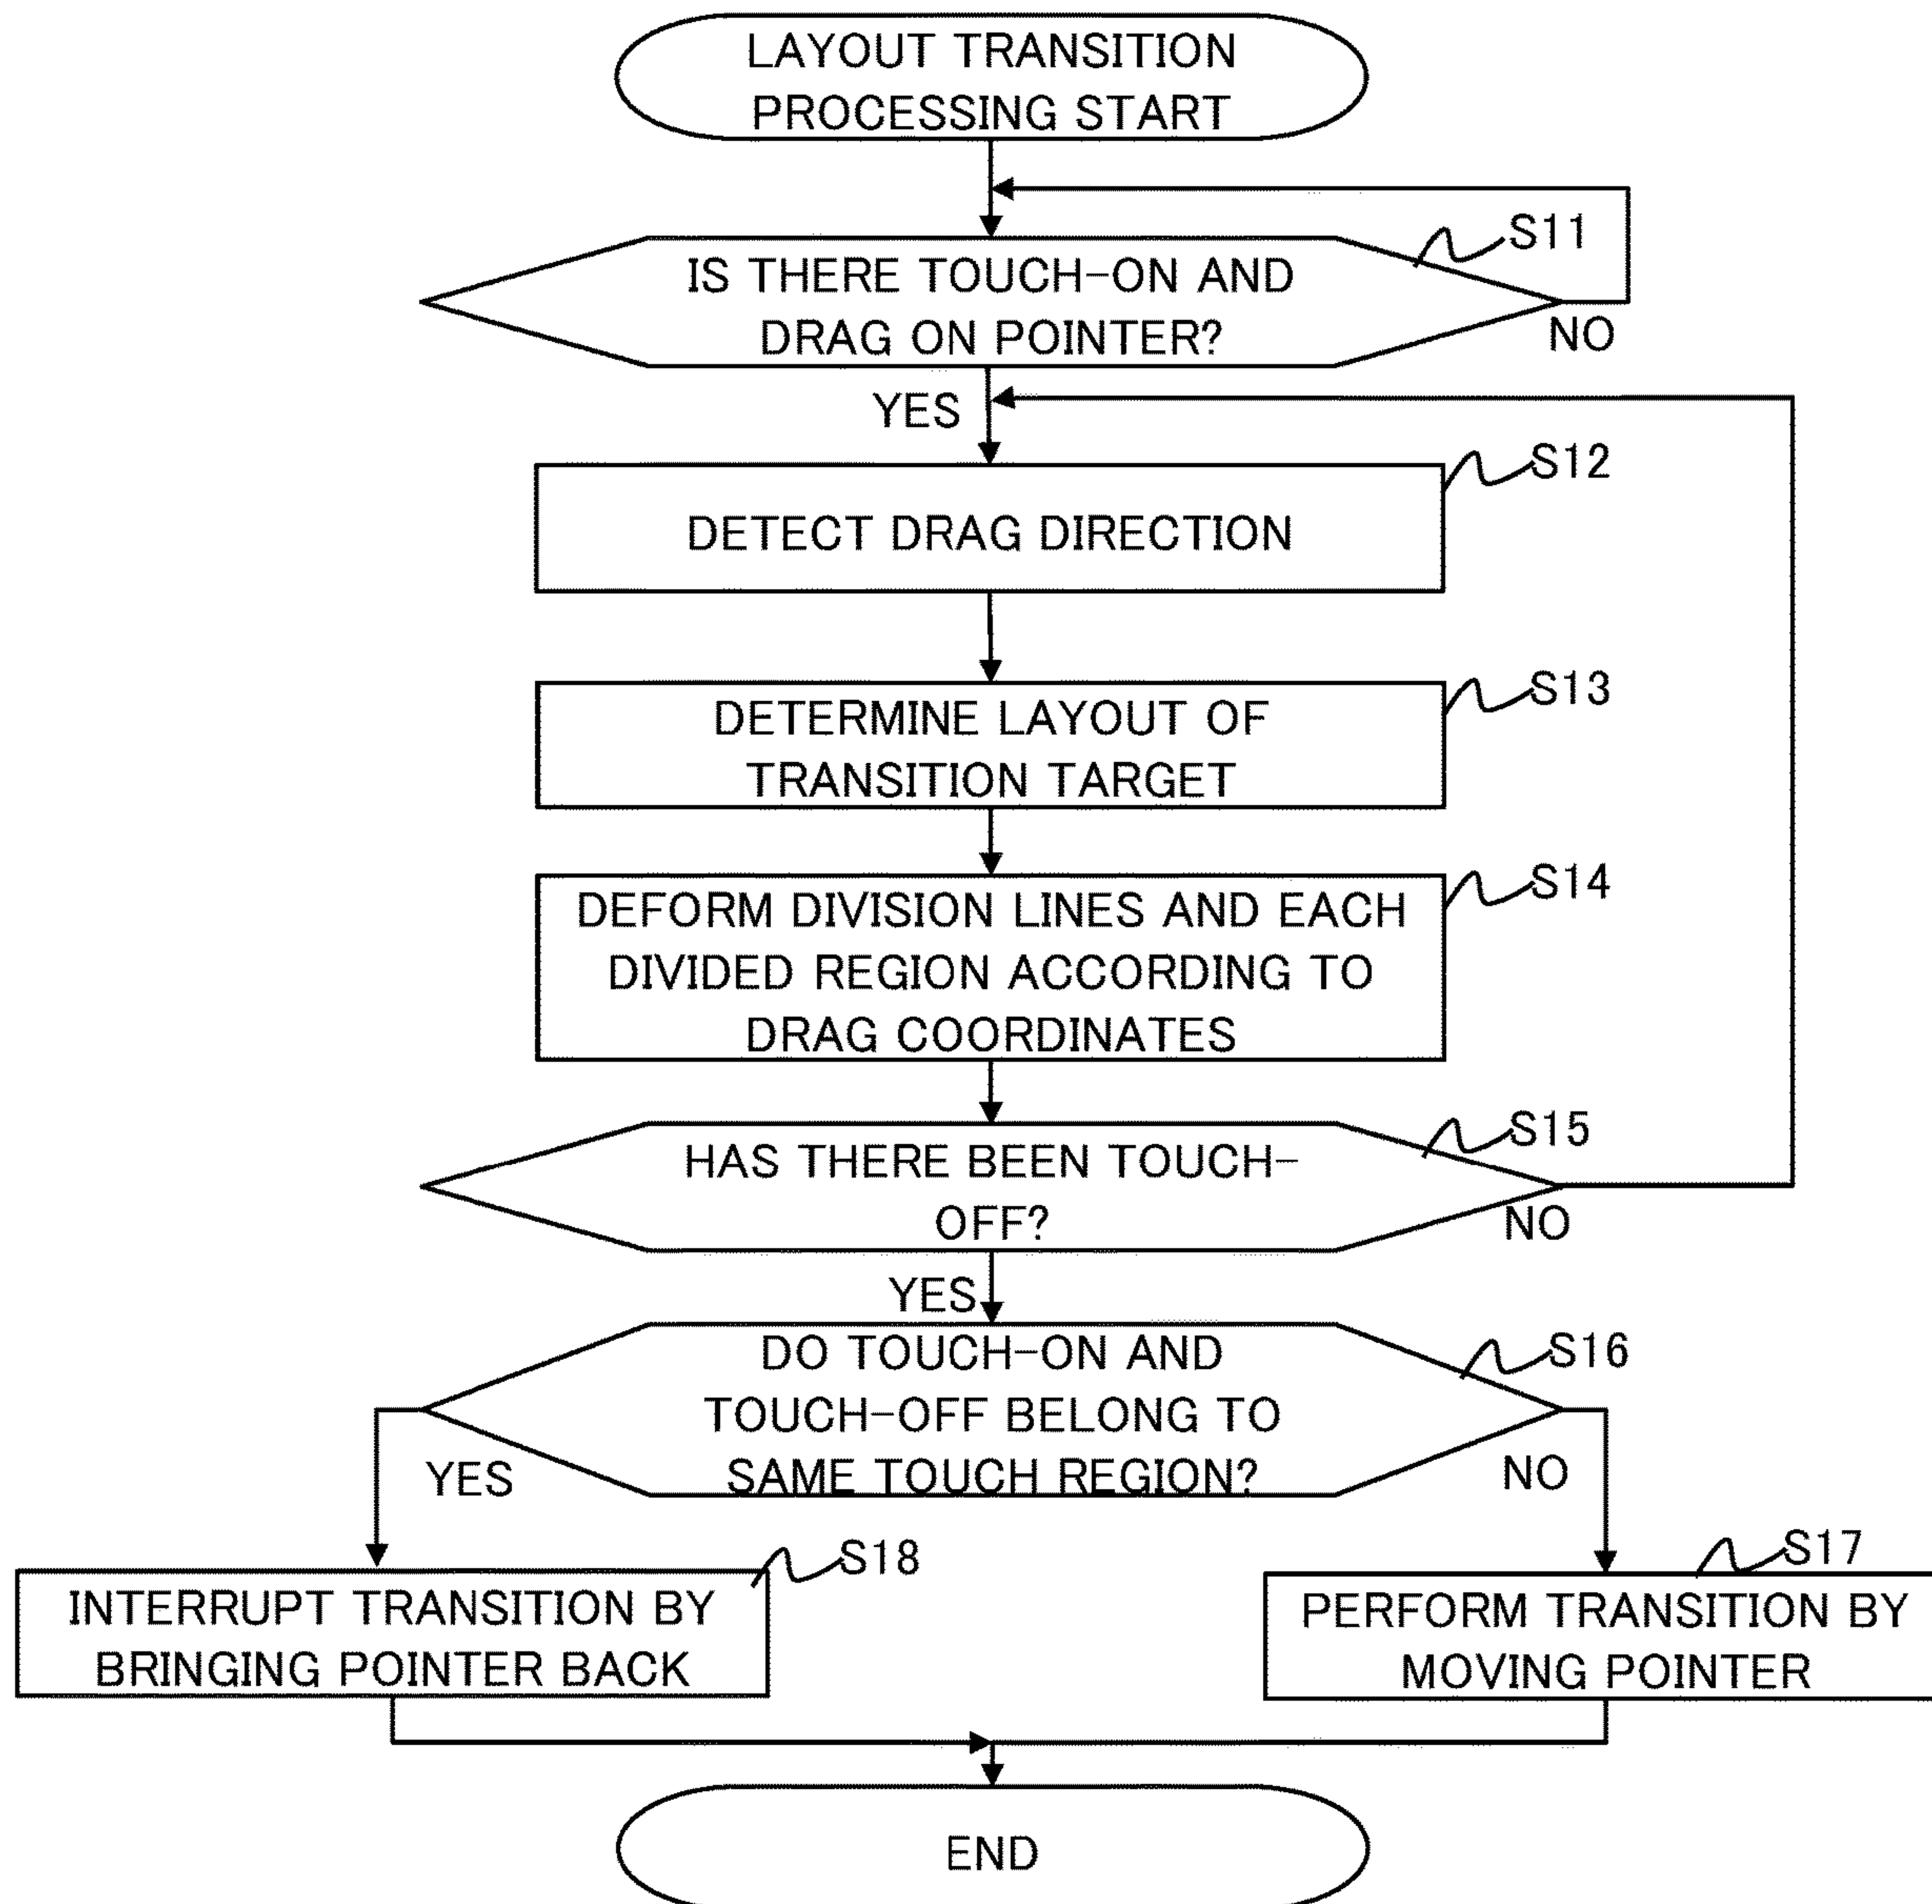 LAYOUT TRANSITION
PROCESSING START
S11
IS THERE TOUCH-ON AND
DRAG ON POINTER?
NO
YES
S12
DETECT DRAG DIRECTION
S13
DETERMINE LAYOUT OF
TRANSITION TARGET
S14
DEFORM DIVISION LINES AND EACH
DIVIDED REGION ACCORDING TO
DRAG COORDINATES
S15
HAS THERE BEEN TOUCH-
OFF?
NO
YES
S16
DO TOUCH-ON AND
TOUCH-OFF BELONG TO
SAME TOUCH REGION?
YES
NO
S18
INTERRUPT TRANSITION BY
BRINGING POINTER BACK
S17
PERFORM TRANSITION BY
MOVING POINTER
END